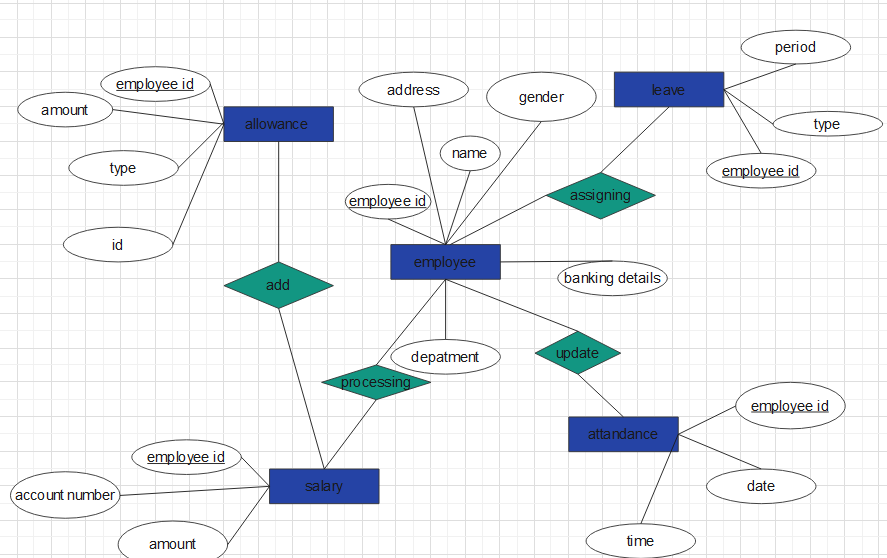 period
employee id
address
leave
gender
amount
allowance
type
name
type
employee id
employee id
assigning
id
employee
banking details
add
update
depatment
processing
employee id
attandance
employee id
salary
date
account number
time
amount